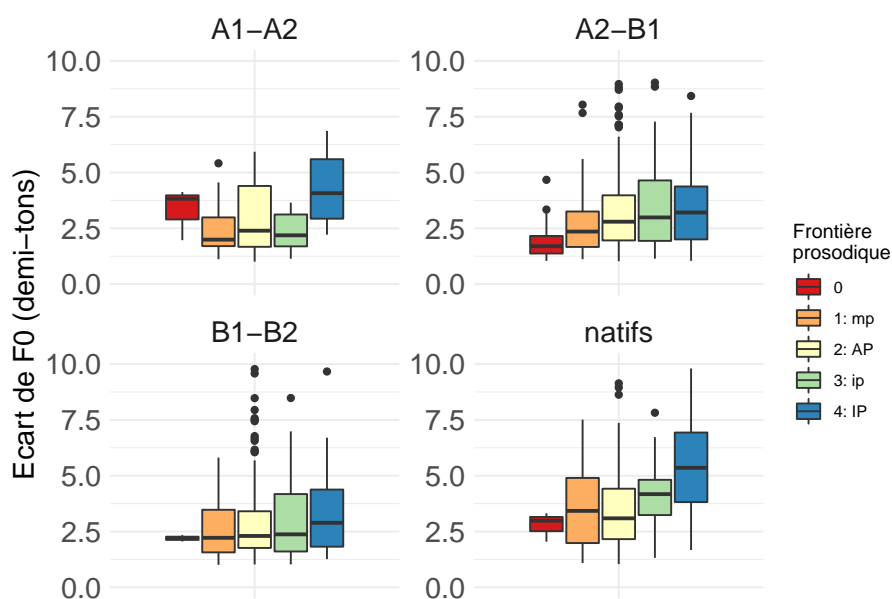 A1−A2
A2−B1
10.0
7.5
5.0
2.5
0.0
10.0
7.5
5.0
2.5
0.0
B1−B2
natifs
10.0
7.5
5.0
2.5
0.0
10.0
7.5
5.0
2.5
0.0
Ecart de F0 (demi−tons)
Frontière
prosodique
0
1: mp
2: AP
3: ip
4: IP